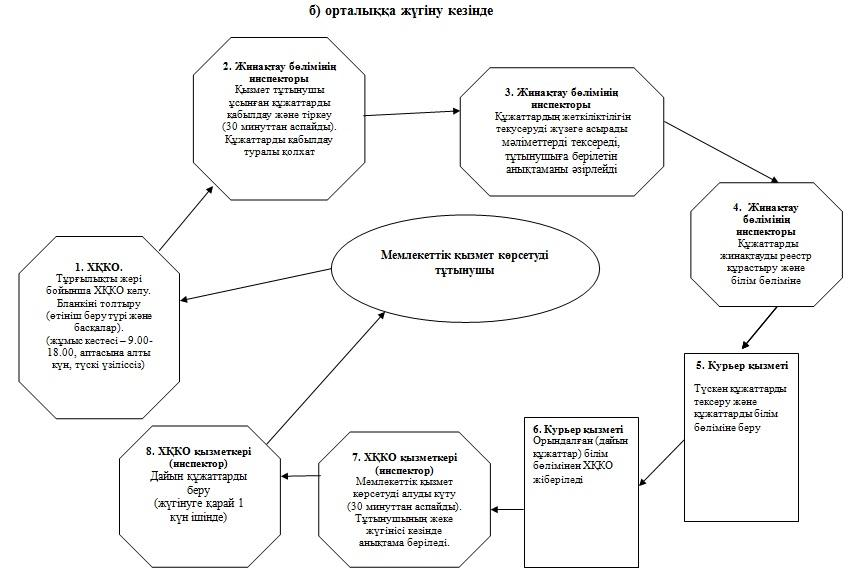 б) орталыққа жүгіну кезінде
2. Жинақтау бөлімінің
инспекторы
Қызмет тұтынушы
ұсынған құжаттарды
қабылдау және тіркеу
(30 минуттан аспайды).
Құжаттарды қабылдау
туралы қолхат
3. Жинақтау бөлімінің
инспекторы
Құжаттардың жеткіліктілігін
текусеруді жүзеге асырады
мәліметтерді тексереді,
тұтынушыға берілетін
анықтаманы әзірлейді
4. Жинақтау
бөлімінің
инспекторы
Құжаттарды
жинақтауды реестр
құрастыру және
білім бөліміне
Мемлекеттік қызмет көрсетуді
тұтынушы
1. ХҚКО.
Тұрғылықты жері
бойынша ХҚКО келу.
Бланкіні толтыру
(өтініш беру түрі және
басқалар).
(жұмыс кестесі – 9.00-
18.00, аптасына алты
күн, түскі үзіліссіз)
5. Курьер қызметі
Түскен құжаттарды
тексеру және
құжаттарды білім
бөліміне беру
6. Курьер қызметі
Орындалған (дайын
құжаттар) білім
бөлімінен ХҚКО
жіберіледі
7. ХҚКО қызметкері
(инспектор)
Мемлекеттік қызмет
көрсетуді алуды күту
(30 минуттан аспайды).
Тұтынушының жеке
жүгінісі кезінде
анықтама беріледі.
8. ХҚКО қызметкері
(инспектор)
Дайын құжаттарды
беру
(жүгінуге қарай 1
күн ішінде)